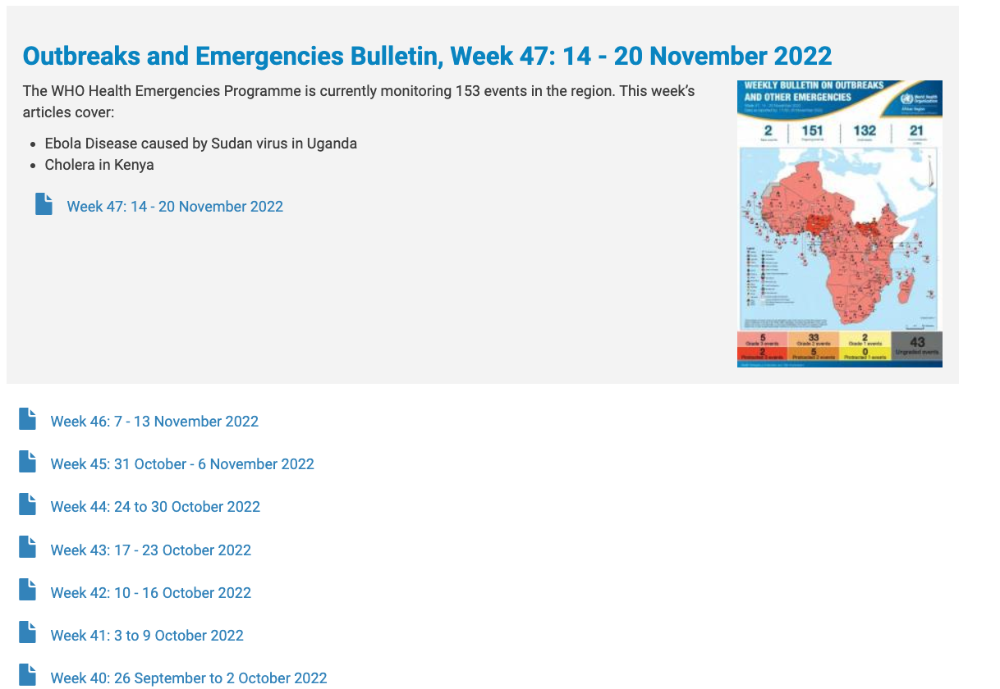 Outbreaks and Emergencies Bulletin, Week 47: 14 - 20 November 2022
The WHO Health Emergencies Programme is currently monitoring 153 events in the region. This week’s
articles cover:
Ebola Disease caused by Sudan virus in Uganda
Cholera in Kenya
Week 47: 14 - 20 November 2022
WEEKLY BULLETIN ON OUTBREAKS
AND OTHER EMERGENCIES
World Health
Organization
African Region
2 151 132 21
5 33 2 43
Grade 3 events Grade 2 events Grade 1 events Ungraded events
2 5 0
Protracted 3 events Protracted 2 events Protracted 1 events
Week 46: 7 - 13 November 2022
Week 45: 31 October - 6 November 2022
Week 44: 24 to 30 October 2022
Week 43: 17 - 23 October 2022
Week 42: 10 - 16 October 2022
Week 41: 3 to 9 October 2022
Week 40: 26 September to 2 October 2022